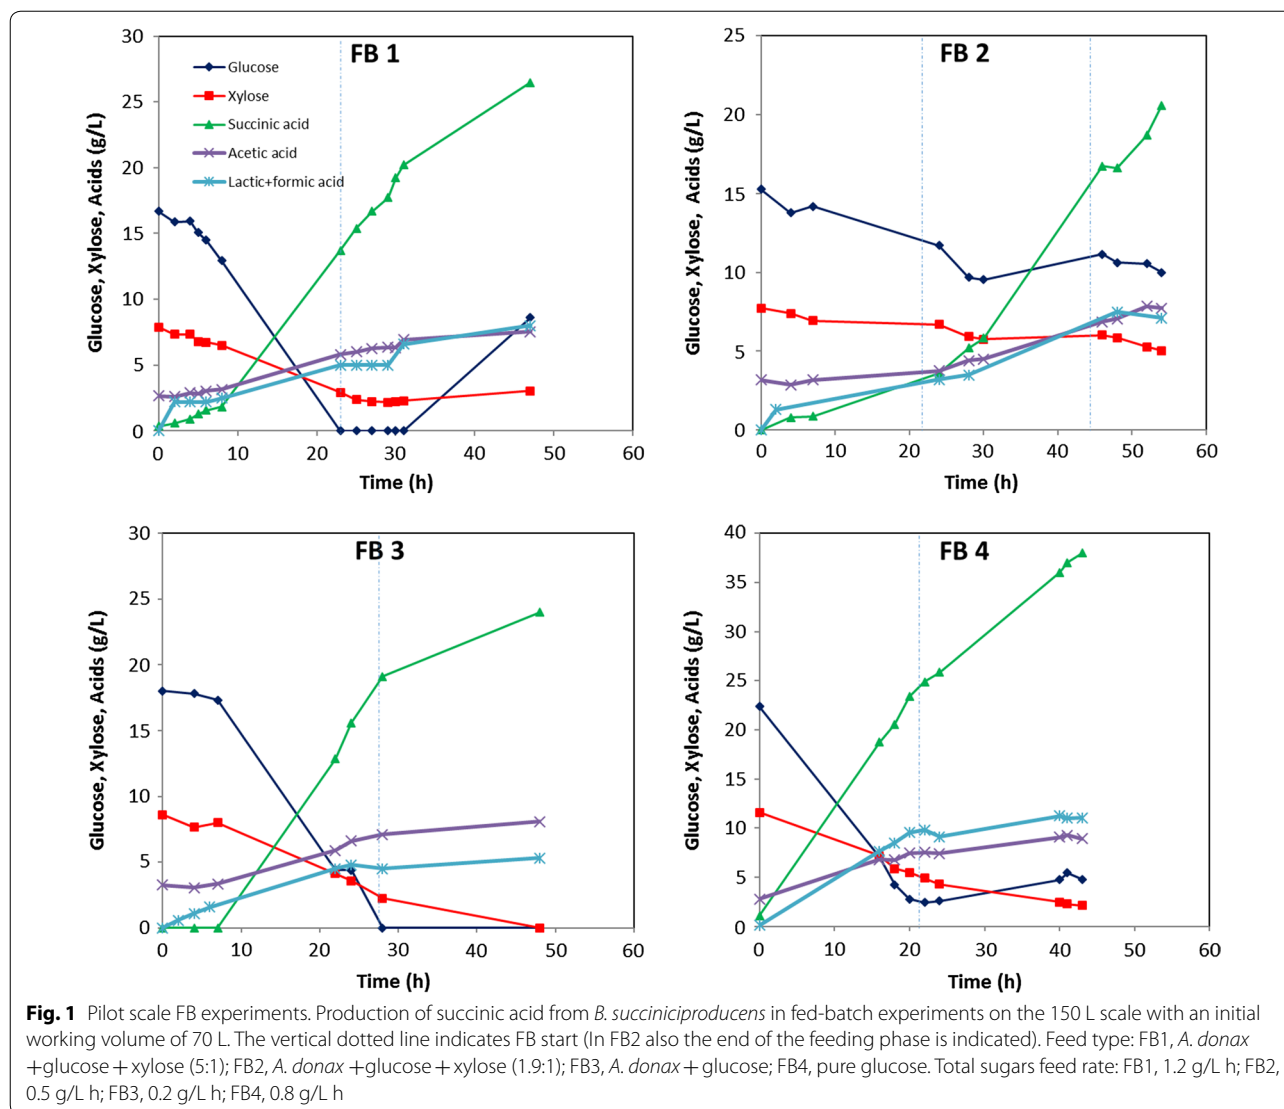 FB 1
30
25
20
15
10
5
0
Glucose, Xylose, Acids (g/L)
Glucose
Xylose
Succinic acid
Acetic acid
Lactic+formic acid
0 10 20 30 40 50 60
Time (h)
FB 2
25
20
15
10
5
0
Glucose, Xylose, Acids (g/L)
0 10 20 30 40 50 60
Time (h)
FB 3
30
25
20
15
10
5
0
Glucose, Xylose, Acids (g/L)
0 10 20 30 40 50 60
Time (h)
FB 4
40
35
30
25
20
15
10
5
0
Glucose, Xylose, Acids (g/L)
0 10 20 30 40 50 60
Time (h)
Fig. 1 Pilot scale FB experiments. Production of succinic acid from B. succiniciproducens in fed-batch experiments on the 150 L scale with an initial
working volume of 70 L. The vertical dotted line indicates FB start (In FB2 also the end of the feeding phase is indicated). Feed type: FB1, A. donax
+glucose + xylose (5:1); FB2, A. donax +glucose + xylose (1.9:1); FB3, A. donax + glucose; FB4, pure glucose. Total sugars feed rate: FB1, 1.2 g/L h; FB2,
0.5 g/L h; FB3, 0.2 g/L h; FB4, 0.8 g/L h